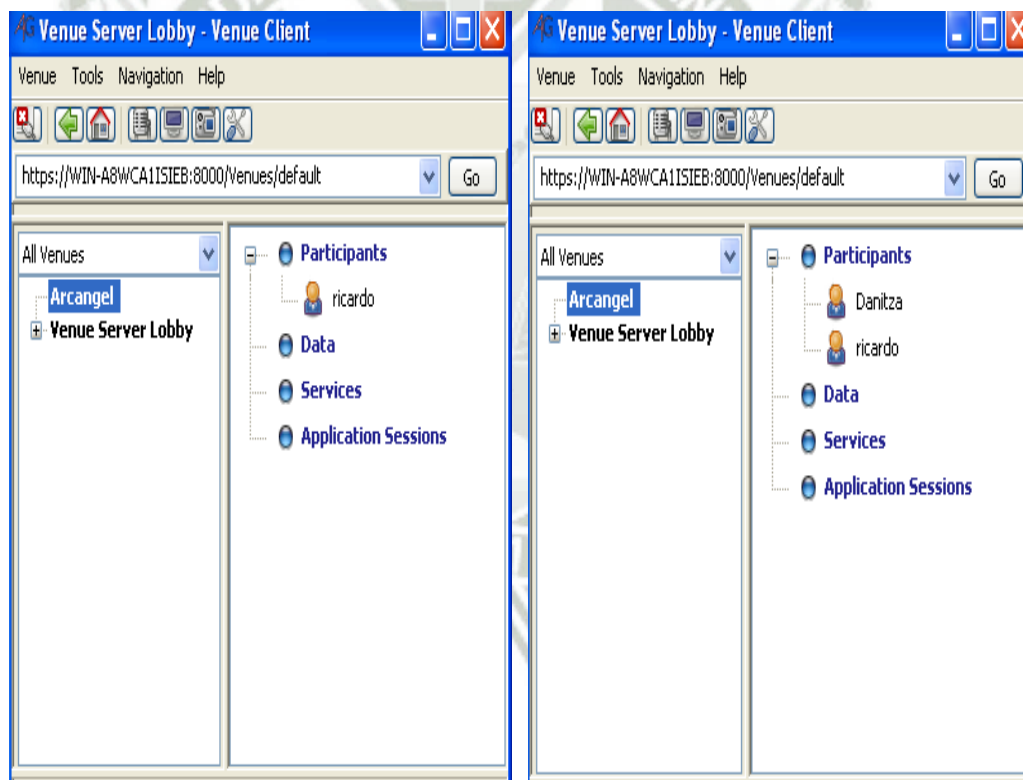 Venue Server Lobby - Venue Client
Venue Tools Navigation Help
https://WIN-A8WCA1ISIEB:8000/Venues/default Go
All Venues
Arcangel
Venue Server Lobby
Participants
ricardo
Data
Services
Application Sessions
Venue Server Lobby - Venue Client
Venue Tools Navigation Help
https://WIN-A8WCA1ISIEB:8000/Venues/default Go
All Venues
Arcangel
Venue Server Lobby
Participants
Danitza
ricardo
Data
Services
Application Sessions